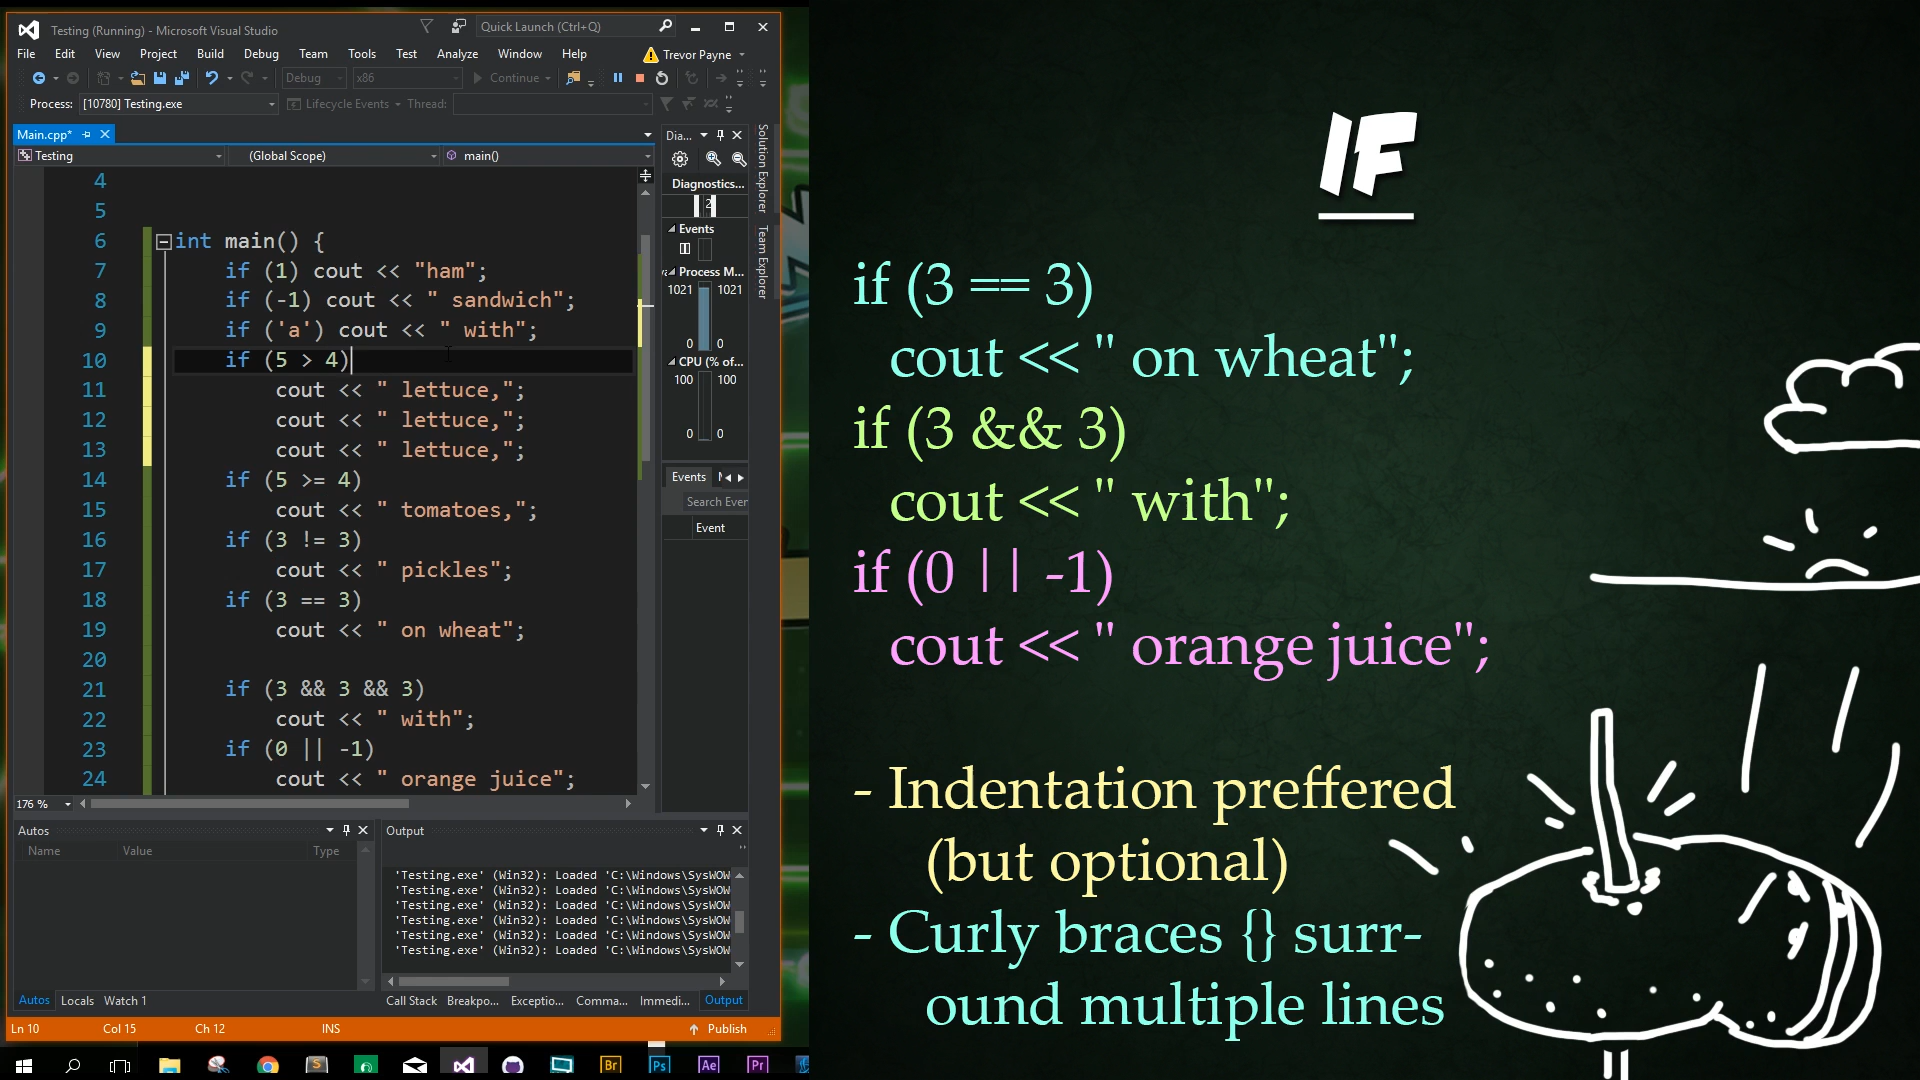 Testing (Running) - Microsoft Visual Studio
Quick Launch (Ctrl+Q)
File Edit View Project Build Debug Team Tools Test Analyze Window Help
Trevor Payne
Debug x86 Continue
Process: [10780] Testing.exe Lifecycle Events Thread:
Main.cpp*
Testing (Global Scope) main()
4
5
6 int main() {
7 if (1) cout << "ham";
8 if (-1) cout << " sandwich";
9 if ('a') cout << " with";
10 if (5 > 4)
11 cout << " lettuce,";
12 cout << " lettuce,";
13 cout << " lettuce,";
14 if (5 >= 4)
15 cout << " tomatoes,";
16 if (3 != 3)
17 cout << " pickles";
18 if (3 == 3)
19 cout << " on wheat";
20
21 if (3 && 3 && 3)
22 cout << " with";
23 if (0 || -1)
24 cout << " orange juice";
176 %
Dia...
Diagnostics...
2
Events
Process M...
1021 1021
0 0
CPU (% of...
100 100
0 0
Events
Search Ever
Event
Solution Explorer
Team Explorer
Autos
Name Value Type
Autos Locals Watch 1
Output
'Testing.exe' (Win32): Loaded 'C:\Windows\SysWOW
'Testing.exe' (Win32): Loaded 'C:\Windows\SysWOW
'Testing.exe' (Win32): Loaded 'C:\Windows\SysWOW
'Testing.exe' (Win32): Loaded 'C:\Windows\SysWOW
'Testing.exe' (Win32): Loaded 'C:\Windows\SysWOW
'Testing.exe' (Win32): Loaded 'C:\Windows\SysWOW
Call Stack Breakpo... Exceptio... Comma... Immedi... Output
Ln 10 Col 15 Ch 12 INS Publish
S Br Ps Ae Pr
IF
if (3 == 3)
cout << " on wheat";
if (3 && 3)
cout << " with";
if (0 || -1)
cout << " orange juice";
- Indentation preffered
(but optional)
- Curly braces {} surr-
ound multiple lines